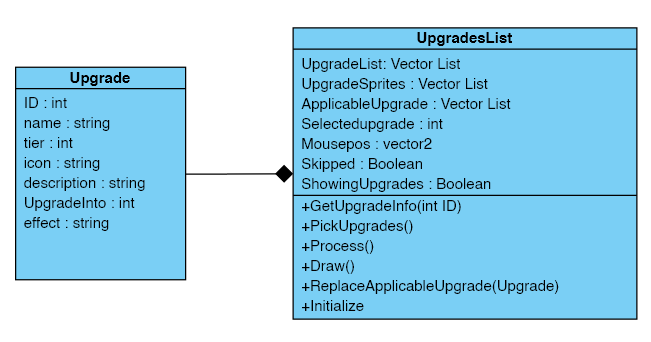 Upgrade
ID : int
name : string
tier : int
icon : string
description : string
UpgradeInto : int
effect : string
UpgradesList
UpgradeList: Vector List
UpgradeSprites : Vector List
ApplicableUpgrade : Vector List
Selectedupgrade : int
Mousepos : vector2
Skipped : Boolean
ShowingUpgrades : Boolean
+GetUpgradeInfo(int ID)
+PickUpgrades()
+Process()
+Draw()
+ReplaceApplicableUpgrade(Upgrade)
+Initialize